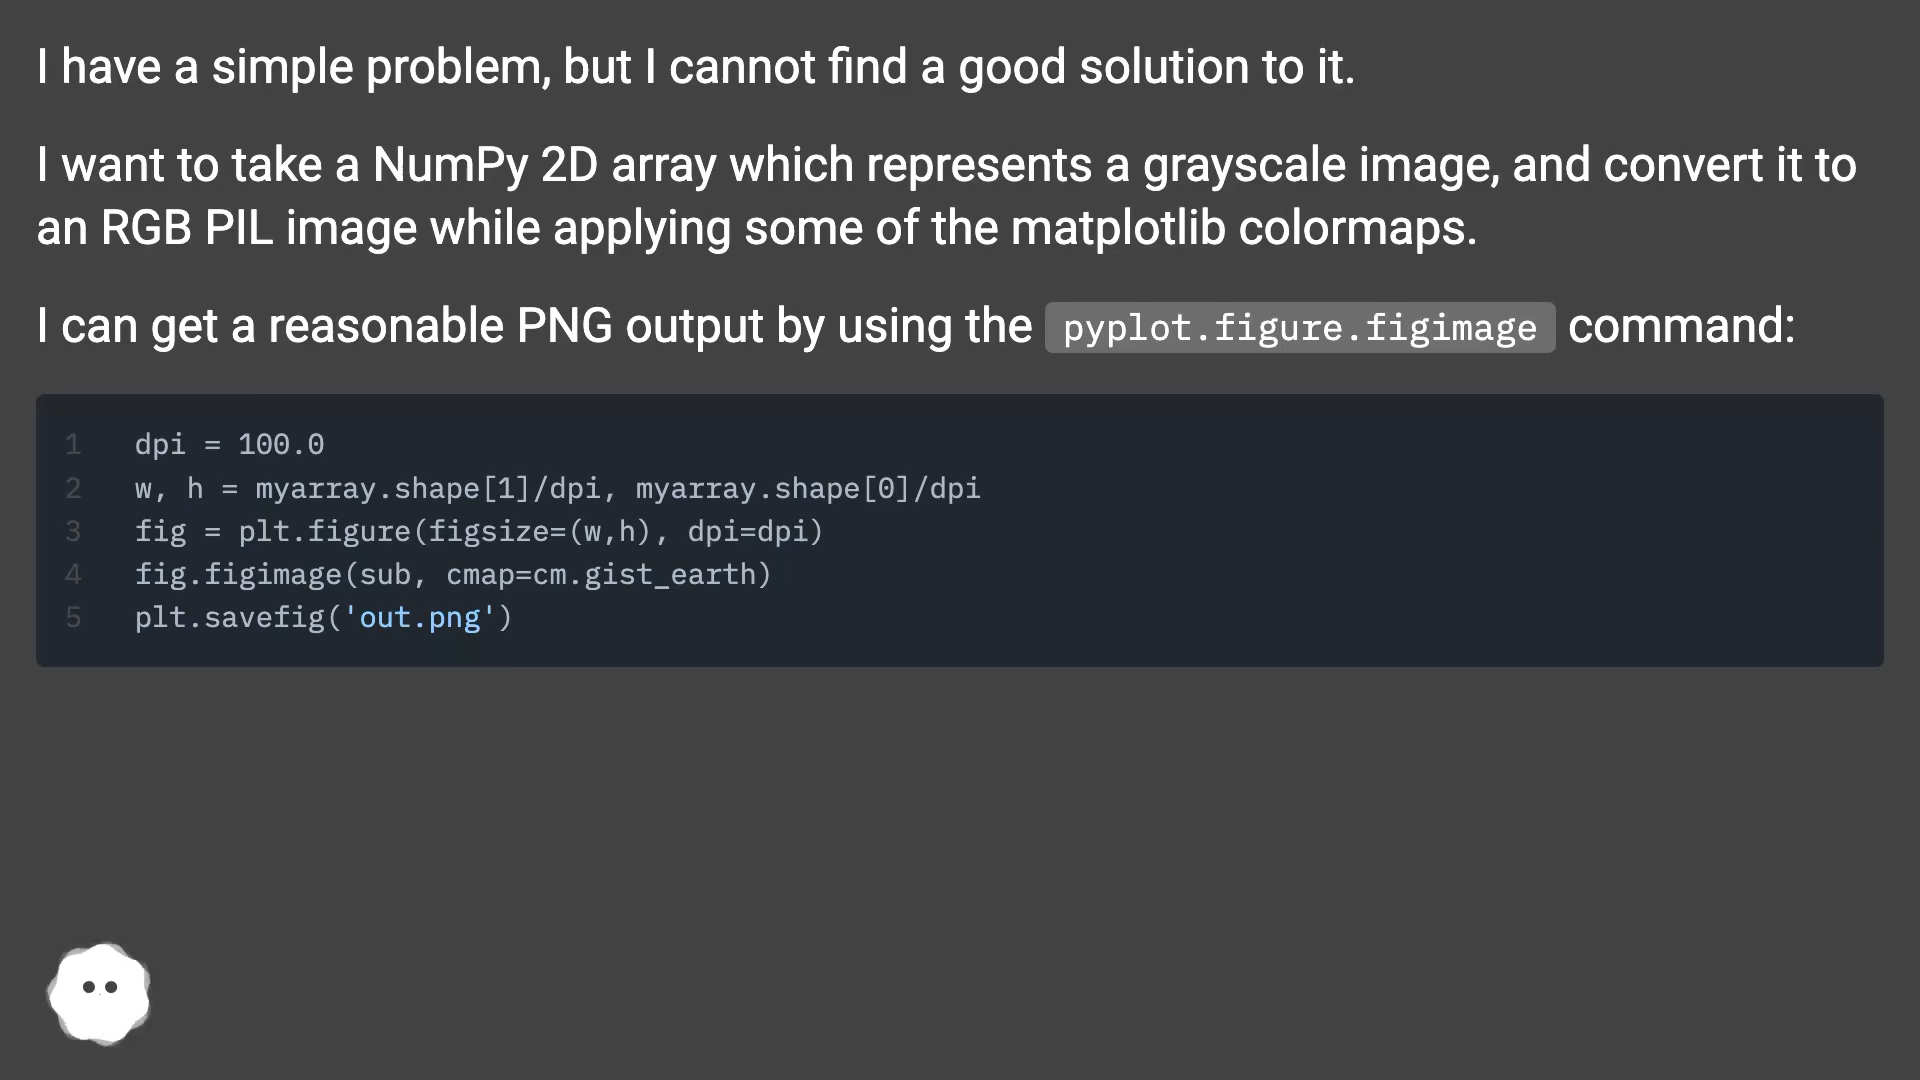 I have a simple problem, but I cannot find a good solution to it.
I want to take a NumPy 2D array which represents a grayscale image, and convert it to
an RGB PIL image while applying some of the matplotlib colormaps.
I can get a reasonable PNG output by using the pyplot.figure.figimage command:
1 dpi = 100.0
2 w, h = myarray.shape[1]/dpi, myarray.shape[0]/dpi
3 fig = plt.figure(figsize=(w,h), dpi=dpi)
4 fig.figimage(sub, cmap=cm.gist_earth)
5 plt.savefig('out.png')